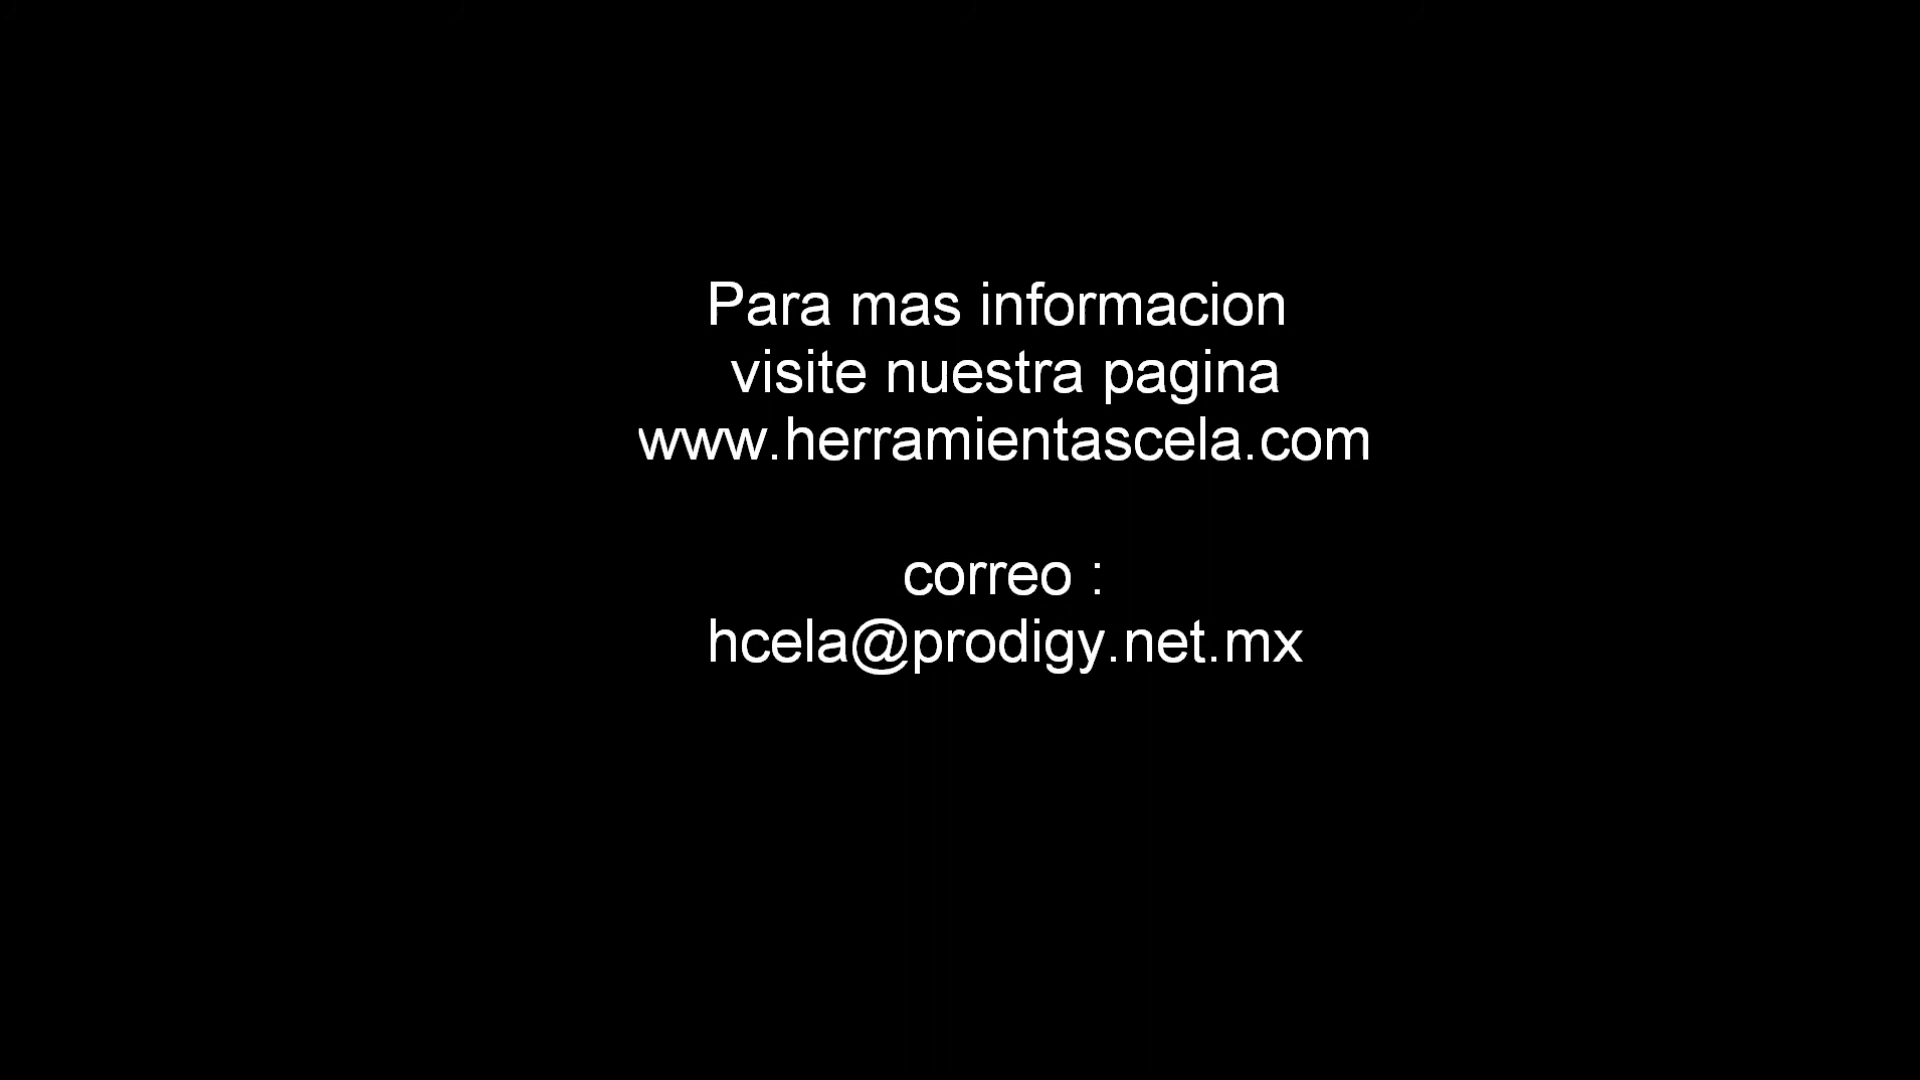 Para mas informacion
visite nuestra pagina
www.herramientascela.com
correo :
hcela@prodigy.net.mx